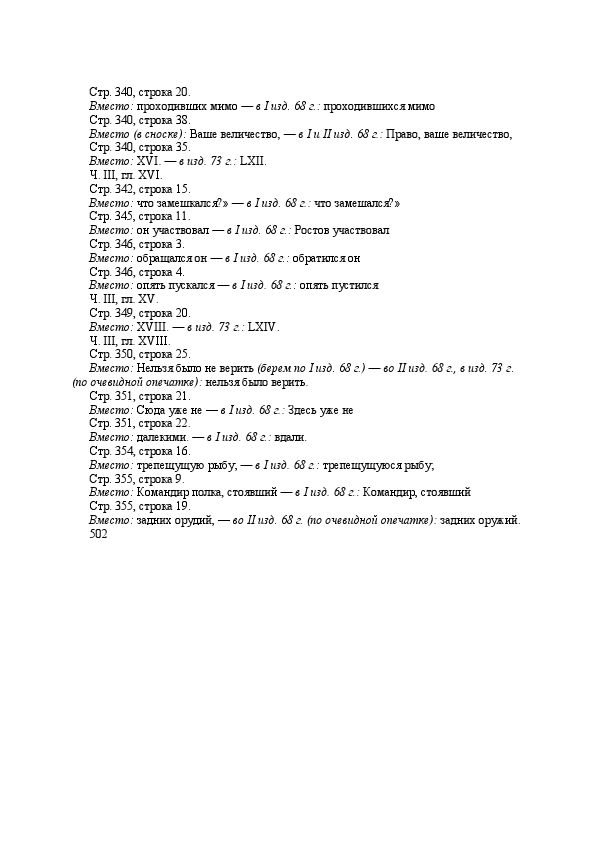 Стр. 340, строка 20.
Вместо: проходивших мимо — в I изд. 68 г.: проходившихся мимо
Стр. 340, строка 38.
Вместо (в сноске): Ваше величество, — в I и II изд. 68 г.: Право, ваше величество,
Стр. 340, строка 35.
Вместо: XVI. — в изд. 73 г.: LXII.
Ч. III, гл. XVI.
Стр. 342, строка 15.
Вместо: что замешкался?» — в I изд. 68 г.: что замешался?»
Стр. 345, строка 11.
Вместо: он участвовал — в I изд. 68 г.: Ростов участвовал
Стр. 346, строка 3.
Вместо: обращался он — в I изд. 68 г.: обратился он
Стр. 346, строка 4.
Вместо: опять пускался — в I изд. 68 г.: опять пустился
Ч. III, гл. XV.
Стр. 349, строка 20.
Вместо: XVIII. — в изд. 73 г.: LXIV.
Ч. III, гл. XVIII.
Стр. 350, строка 25.
Вместо: Нельзя было не верить (берем по I изд. 68 г.) — во II изд. 68 г., в изд. 73 г.
(по очевидной опечатке): нельзя было верить.
Стр. 351, строка 21.
Вместо: Сюда уже не — в I изд. 68 г.: Здесь уже не
Стр. 351, строка 22.
Вместо: далекими. — в I изд. 68 г.: вдали.
Стр. 354, строка 16.
Вместо: трепещущую рыбу; — в I изд. 68 г.: трепещущуюся рыбу;
Стр. 355, строка 9.
Вместо: Командир полка, стоявший — в I изд. 68 г.: Командир, стоявший
Стр. 355, строка 19.
Вместо: задних орудий, — во II изд. 68 г. (по очевидной опечатке): задних оружий.
502